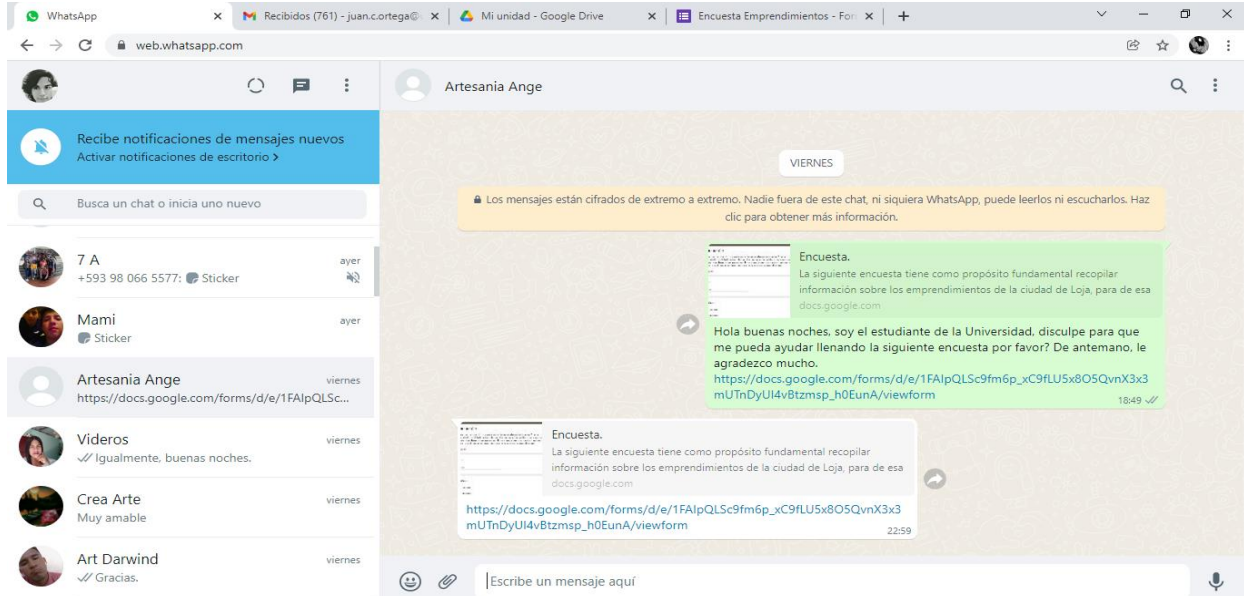 WhatsApp
Recibidos (761) - juan.c.ortega@
Mi unidad - Google Drive
Encuesta Emprendimientos - For
web.whatsapp.com
Recibe notificaciones de mensajes nuevos
Activar notificaciones de escritorio >
Busca un chat o inicia uno nuevo
7 A
ayer
+593 98 066 5577: Sticker
Mami
ayer
Sticker
Artesania Ange
viernes
https://docs.google.com/forms/d/e/1FAIpQLSc...
Videros
viernes
Igualmente, buenas noches.
Crea Arte
viernes
Muy amable
Art Darwind
viernes
Gracias.
Artesania Ange
VIERNES
Los mensajes están cifrados de extremo a extremo. Nadie fuera de este chat, ni siquiera WhatsApp, puede leerlos ni escucharlos. Haz
clic para obtener más información.
Encuesta.
La siguiente encuesta tiene como propósito fundamental recopilar
información sobre los emprendimientos de la ciudad de Loja, para de esa
docs.google.com
Hola buenas noches, soy el estudiante de la Universidad, disculpe para que
me pueda ayudar llenando la siguiente encuesta por favor? De antemano, le
agradezco mucho.
https://docs.google.com/forms/d/e/1FAIpQLSc9fm6p_xC9fLU5x8O5QvnX3x3
mUTnDyUI4vBtzmsp_h0EunA/viewform
18:49
Encuesta.
La siguiente encuesta tiene como propósito fundamental recopilar
información sobre los emprendimientos de la ciudad de Loja, para de esa
docs.google.com
https://docs.google.com/forms/d/e/1FAIpQLSc9fm6p_xC9fLU5x8O5QvnX3x3
mUTnDyUI4vBtzmsp_h0EunA/viewform
22:59
Escribe un mensaje aquí